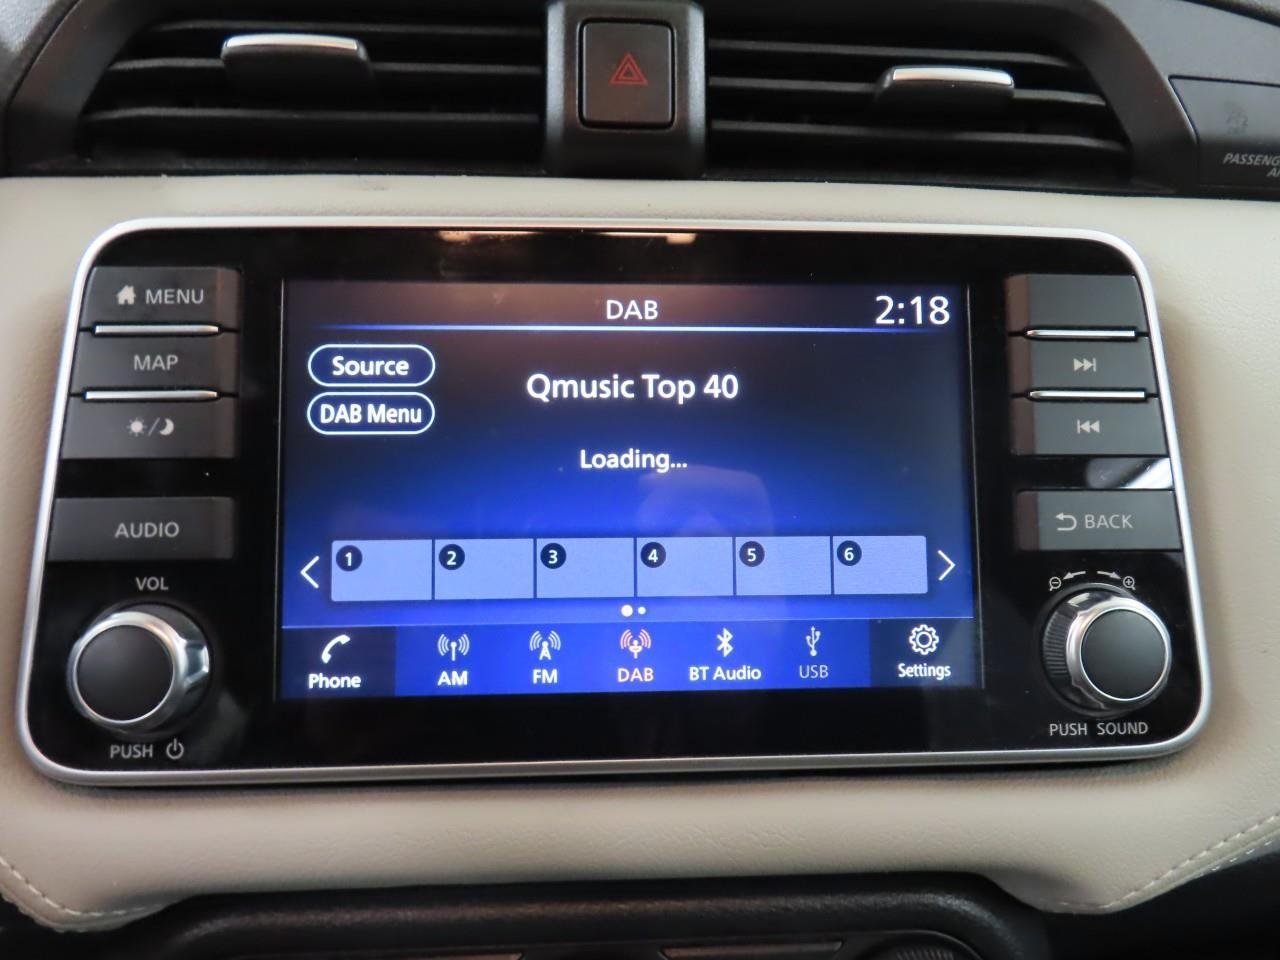 PASSENG
MENU
MAP
AUDIO
VOL
PUSH
DAB
2:18
Source
Qmusic Top 40
DAB Menu
Loading...
1 2 3 4 5 6
Phone AM FM DAB BT Audio USB Settings
BACK
PUSH SOUND